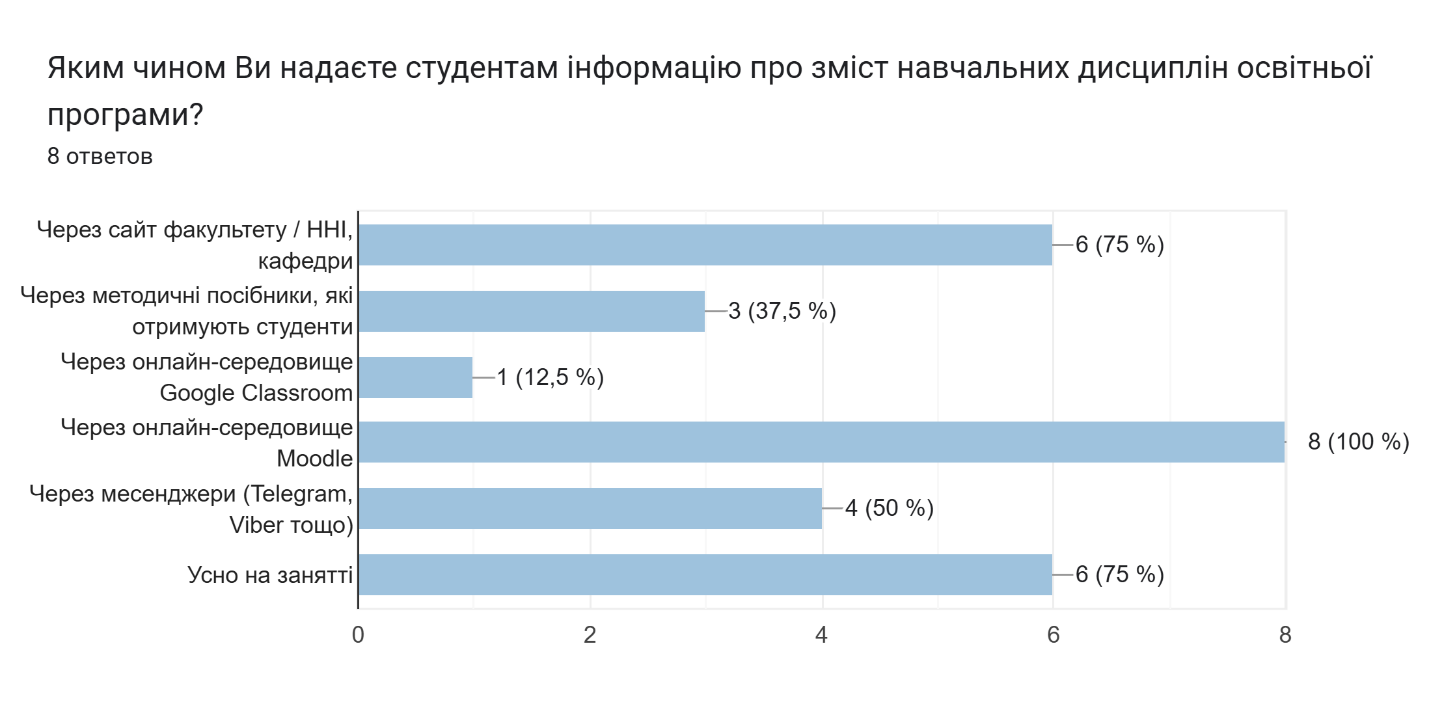 Яким чином Ви надаєте студентам інформацію про зміст навчальних дисциплін освітньої
програми?
8 ответов
Через сайт факультету / ННІ,
кафедри
6 (75 %)
Через методичні посібники, які
отримують студенти
3 (37,5 %)
Через онлайн-середовище
Google Classroom
1 (12,5 %)
Через онлайн-середовище
Moodle
8 (100 %)
Через месенджери (Telegram,
Viber тощо)
4 (50 %)
Усно на занятті
6 (75 %)
0 2 4 6 8